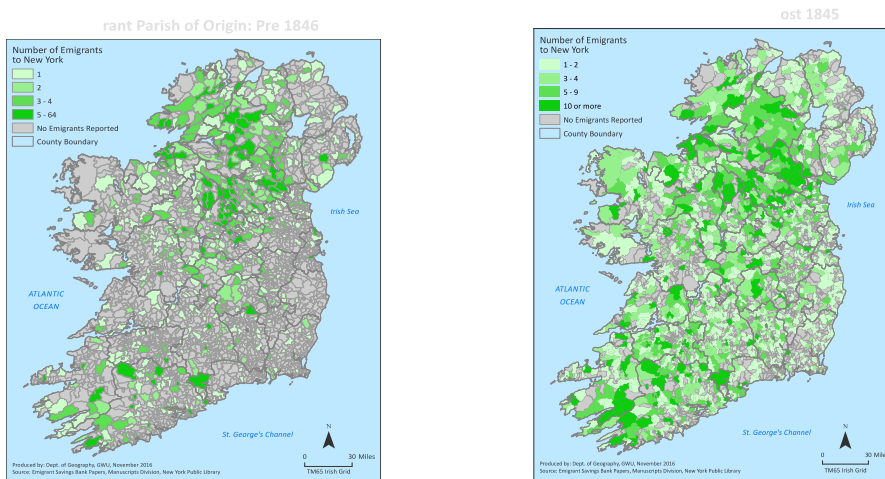 rant Parish of Origin: Pre 1846
Number of Emigrants
to New York
1
2
3 - 4
5 - 64
No Emigrants Reported
County Boundary
Irish Sea
ATLANTIC
OCEAN
St. George's Channel
N
0 30 Miles
TM65 Irish Grid
Produced by: Dept. of Geography, GWU, November 2016
Source: Emigrant Savings Bank Papers, Manuscripts Division, New York Public Library
ost 1845
Number of Emigrants
to New York
1 - 2
3 - 4
5 - 9
10 or more
No Emigrants Reported
County Boundary
Irish Sea
ATLANTIC
OCEAN
St. George's Channel
N
0 30 Miles
TM65 Irish Grid
Produced by: Dept. of Geography, GWU, November 2016
Source: Emigrant Savings Bank Papers, Manuscripts Division, New York Public Library